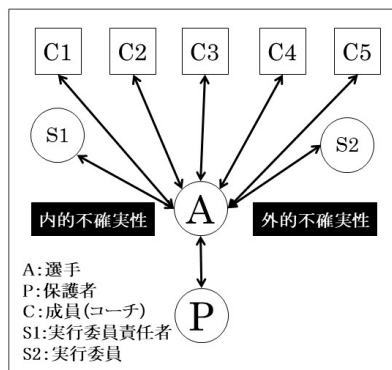 C1 C2 C3 C4 C5
S1 S2
A
内的不確実性 外的不確実性
P
A:選手
P:保護者
C:成員(コーチ)
S1:実行委員責任者
S2:実行委員